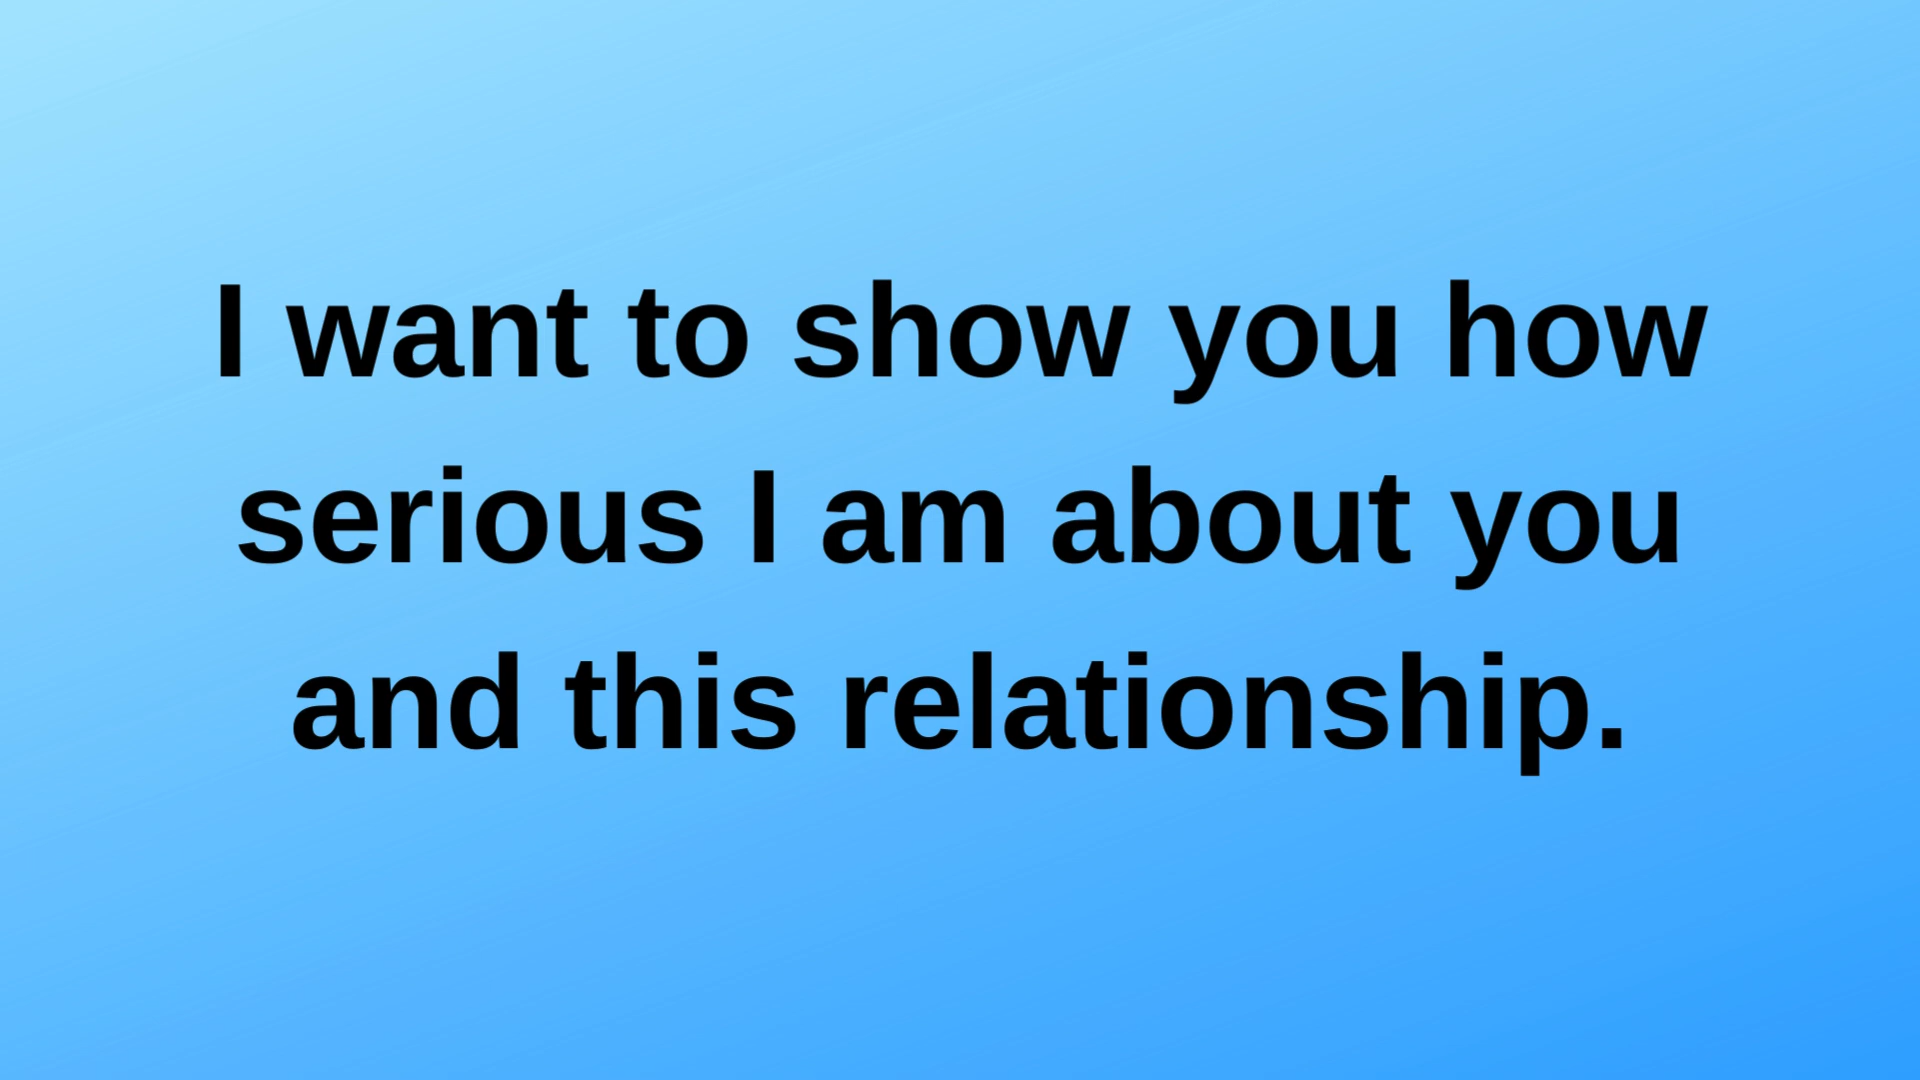 I want to show you how
serious I am about you
and this relationship.